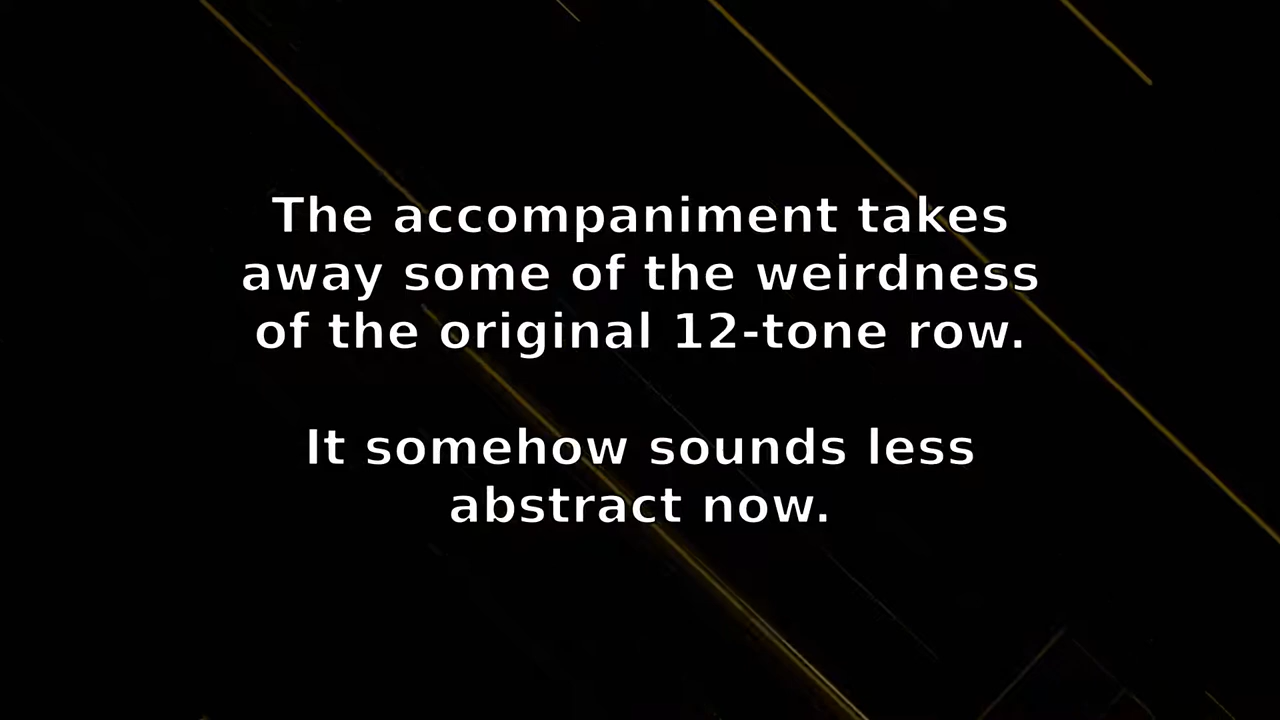 The accompaniment takes
away some of the weirdness
of the original 12-tone row.
It somehow sounds less
abstract now.